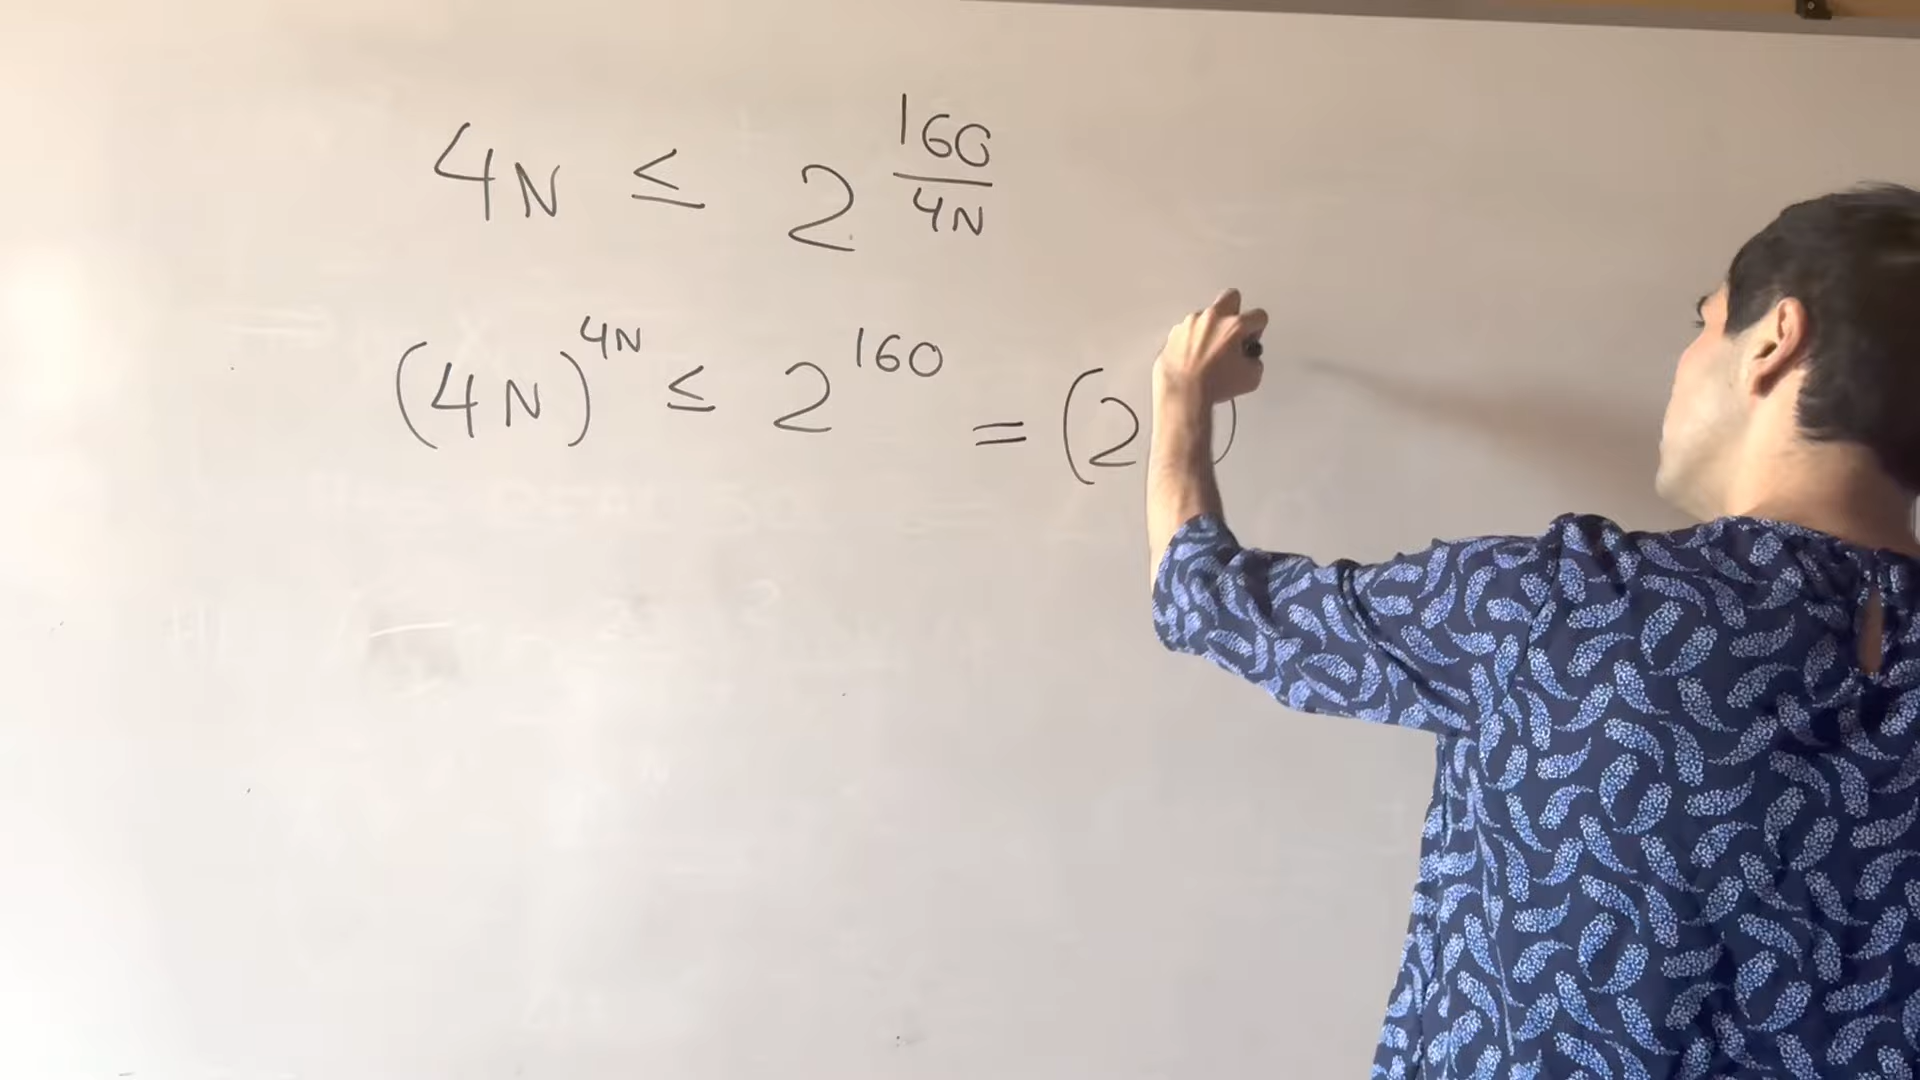 4N ≤ 2^(160/4N)
(4N)^4N ≤ 2^160 = (2 )